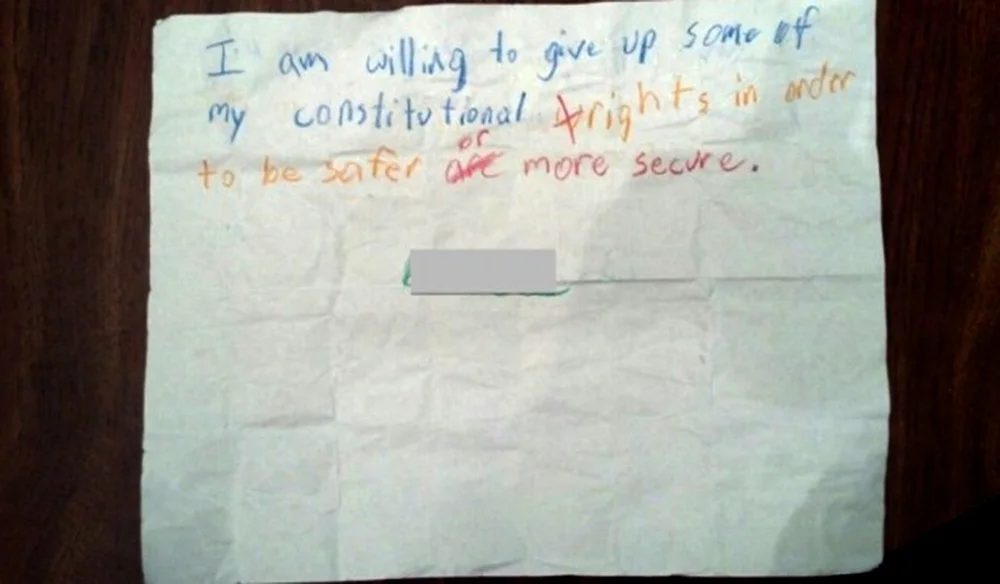 I am willing to give up some of
my constitutional rights in order
to be safer or more secure.